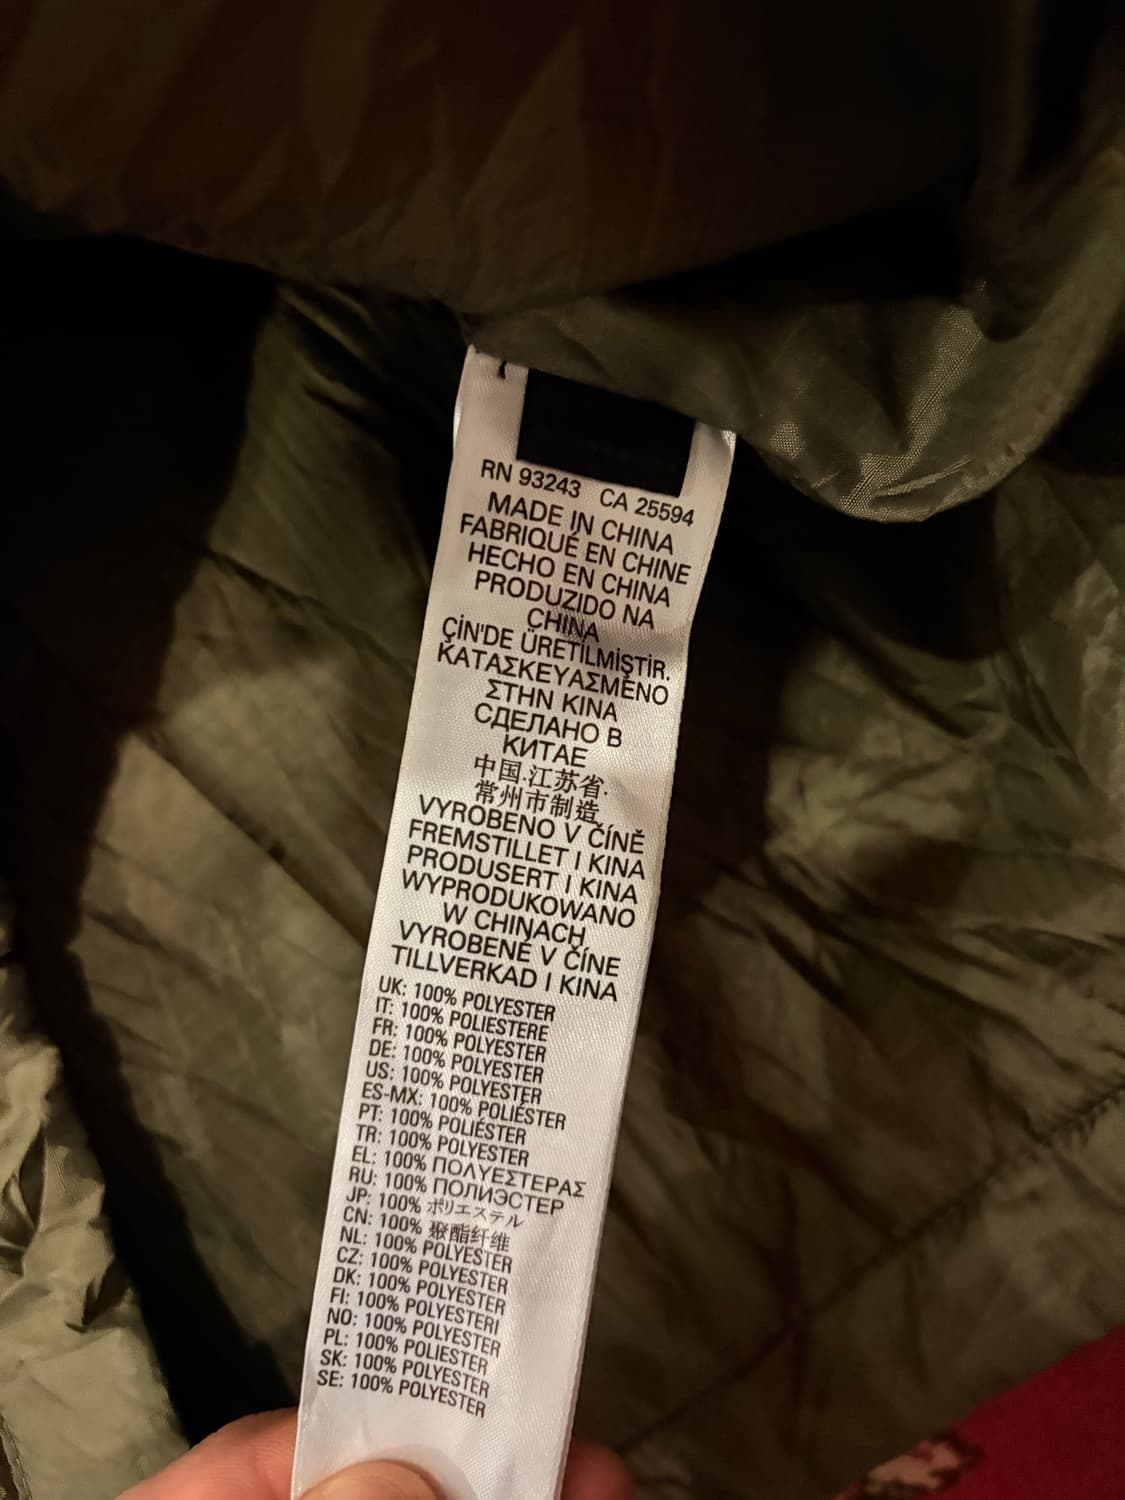 RN 93243 CA 25594
MADE IN CHINA
FABRIQUÉ EN CHINE
HECHO EN CHINA
PRODUZIDO NA
CHINA
ÇİN'DE ÜRETİLMİŞTİR.
ΚΑΤΑΣΚΕΥΑΣΜΕΝΟ
ΣΤΗΝ ΚΙΝΑ
СДЕЛАНО В
КИТАЕ
中国.江苏省.
常州市制造
VYROBENO V ČÍNĚ
FREMSTILLET I KINA
PRODUSERT I KINA
WYPRODUKOWANO
W CHINACH
VYROBENÉ V ČÍNE
TILLVERKAD I KINA
UK: 100% POLYESTER
IT: 100% POLIESTERE
FR: 100% POLYESTER
DE: 100% POLYESTER
US: 100% POLYESTER
ES-MX: 100% POLIÉSTER
PT: 100% POLIÉSTER
TR: 100% POLYESTER
EL: 100% ΠΟΛΥΕΣΤΕΡΑΣ
RU: 100% ПОЛИЭСТЕР
JP: 100% ポリエステル
CN: 100% 聚酯纤维
NL: 100% POLYESTER
CZ: 100% POLYESTER
DK: 100% POLYESTER
FI: 100% POLYESTERI
NO: 100% POLYESTER
PL: 100% POLIESTER
SK: 100% POLYESTER
SE: 100% POLYESTER